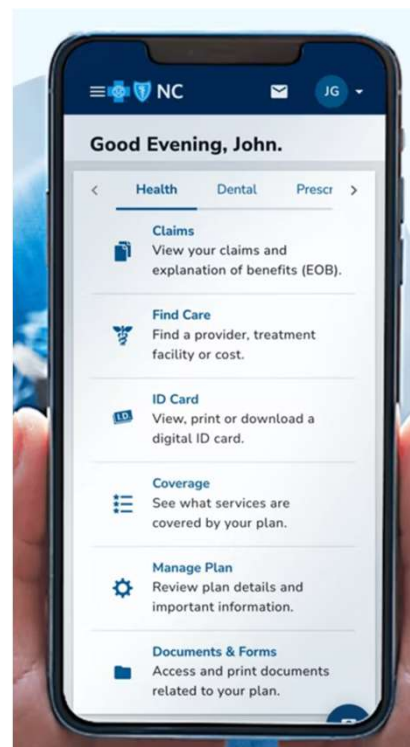 NC
JG
Good Evening, John.
Health Dental Prescr
Claims
View your claims and
explanation of benefits (EOB).
Find Care
Find a provider, treatment
facility or cost.
I.D.
ID Card
View, print or download a
digital ID card.
Coverage
See what services are
covered by your plan.
Manage Plan
Review plan details and
important information.
Documents & Forms
Access and print documents
related to your plan.